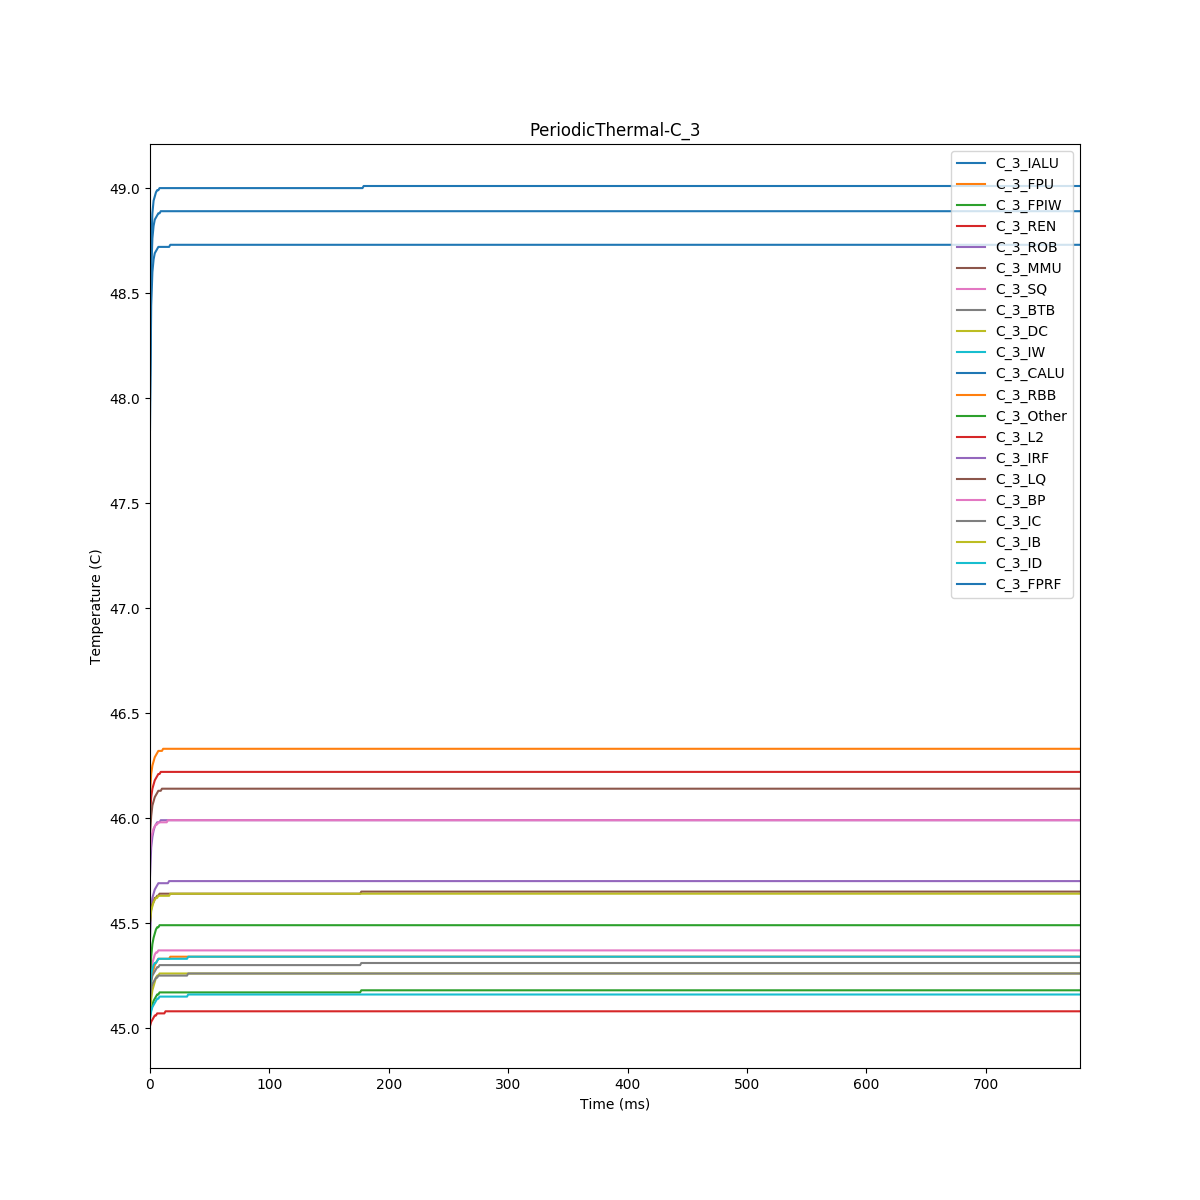 PeriodicThermal-C_3
49.0
48.5
48.0
47.5
47.0
46.5
46.0
45.5
45.0
Temperature (C)
C_3_IALU
C_3_FPU
C_3_FPIW
C_3_REN
C_3_ROB
C_3_MMU
C_3_SQ
C_3_BTB
C_3_DC
C_3_IW
C_3_CALU
C_3_RBB
C_3_Other
C_3_L2
C_3_IRF
C_3_LQ
C_3_BP
C_3_IC
C_3_IB
C_3_ID
C_3_FPRF
0 100 200 300 400 500 600 700
Time (ms)